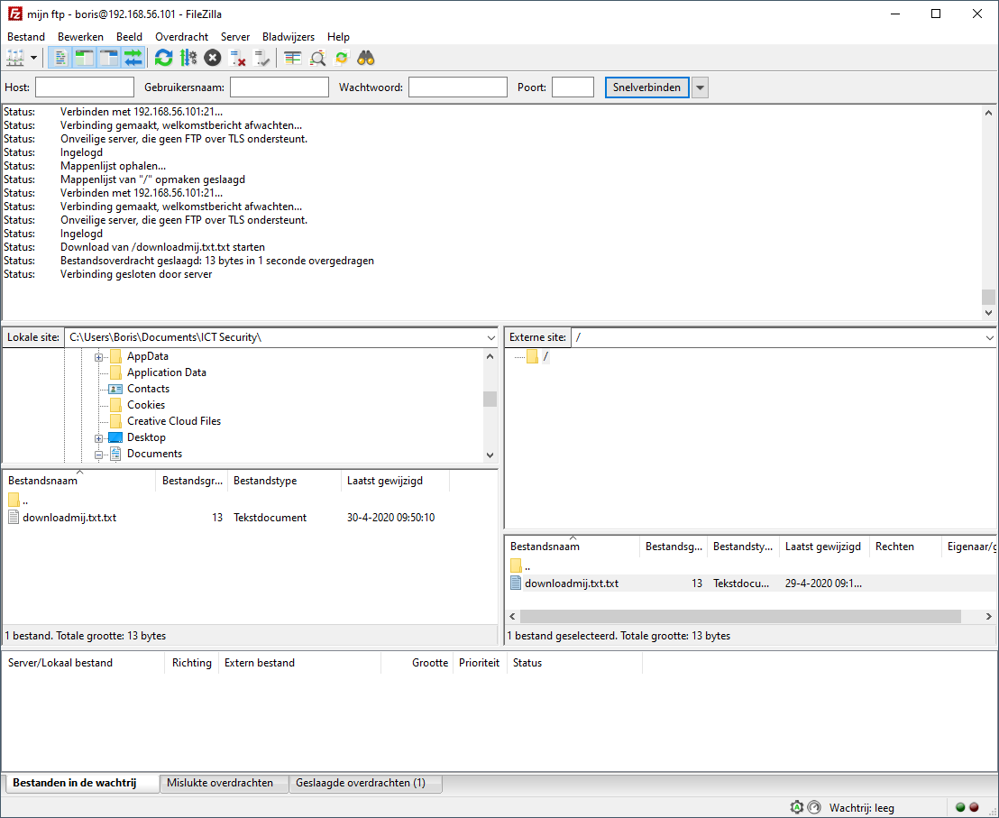 mijn ftp - boris@192.168.56.101 - FileZilla
Bestand Bewerken Beeld Overdracht Server Bladwijzers Help
Host: Gebruikersnaam: Wachtwoord: Poort: Snelverbinden
Status: Verbinden met 192.168.56.101:21...
Status: Verbinding gemaakt, welkomstbericht afwachten...
Status: Onveilige server, die geen FTP over TLS ondersteunt.
Status: Ingelogd
Status: Mappenlijst ophalen...
Status: Mappenlijst van "/" opmaken geslaagd
Status: Verbinden met 192.168.56.101:21...
Status: Verbinding gemaakt, welkomstbericht afwachten...
Status: Onveilige server, die geen FTP over TLS ondersteunt.
Status: Ingelogd
Status: Download van /downloadmij.txt.txt starten
Status: Bestandsoverdracht geslaagd: 13 bytes in 1 seconde overgedragen
Status: Verbinding gesloten door server
Lokale site: C:\Users\Boris\Documents\ICT Security\
AppData
Application Data
Contacts
Cookies
Creative Cloud Files
Desktop
Documents
Bestandsnaam Bestandsgr... Bestandstype Laatst gewijzigd
..
downloadmij.txt.txt 13 Tekstdocument 30-4-2020 09:50:10
1 bestand. Totale grootte: 13 bytes
Externe site: /
/
Bestandsnaam Bestandsg... Bestandsty... Laatst gewijzigd Rechten Eigenaar/g
..
downloadmij.txt.txt 13 Tekstdocu... 29-4-2020 09:1...
1 bestand geselecteerd. Totale grootte: 13 bytes
Server/Lokaal bestand Richting Extern bestand Grootte Prioriteit Status
Bestanden in de wachtrij Mislukte overdrachten Geslaagde overdrachten (1)
Wachtrij: leeg